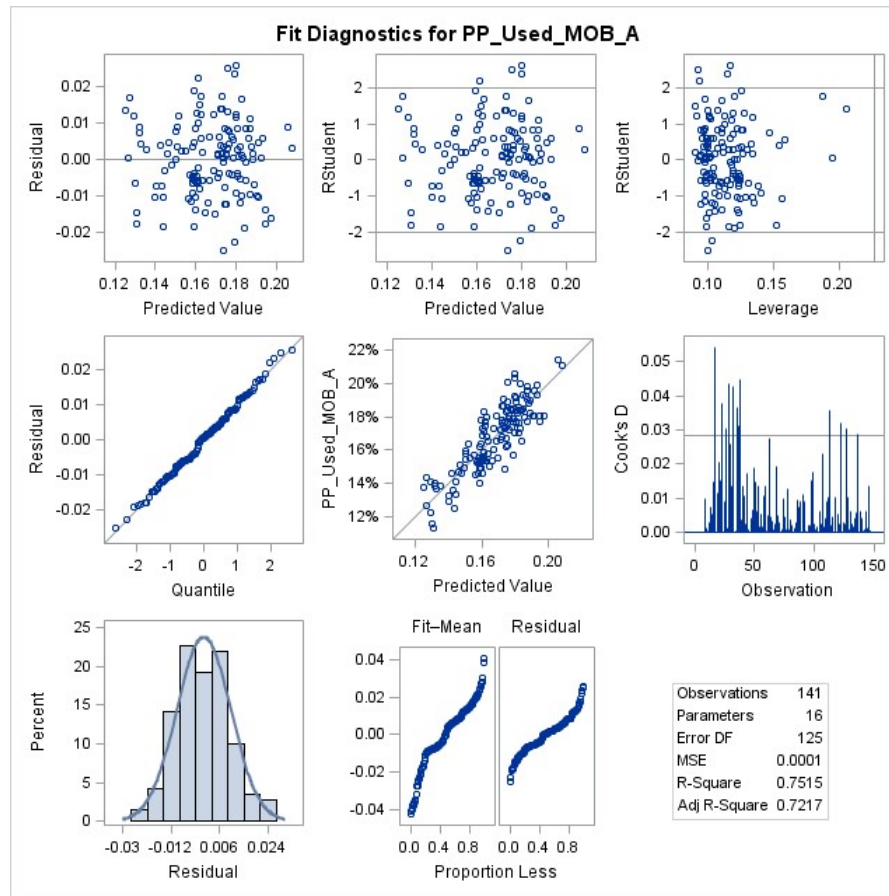 Fit Diagnostics for PP_Used_MOB_A
Residual
0.02
0.01
0.00
-0.01
-0.02
0.12 0.14 0.16 0.18 0.20
Predicted Value
RStudent
2
0
-2
0.12 0.14 0.16 0.18 0.20
Predicted Value
RStudent
2
0
-2
0.10 0.15 0.20
Leverage
Residual
0.02
0.01
0.00
-0.01
-0.02
-2 -1 0 1 2
Quantile
PP_Used_MOB_A
22%
20%
18%
16%
14%
12%
0.12 0.16 0.20
Predicted Value
Cook's D
0.05
0.04
0.03
0.02
0.01
0.00
0 50 100 150
Observation
Percent
25
20
15
10
5
0
-0.03 -0.012 0.006 0.024
Residual
Fit–Mean Residual
0.04
0.02
0.00
-0.02
-0.04
0.0 0.4 0.8 0.0 0.4 0.8
Proportion Less
Observations 141
Parameters 16
Error DF 125
MSE 0.0001
R-Square 0.7515
Adj R-Square 0.7217